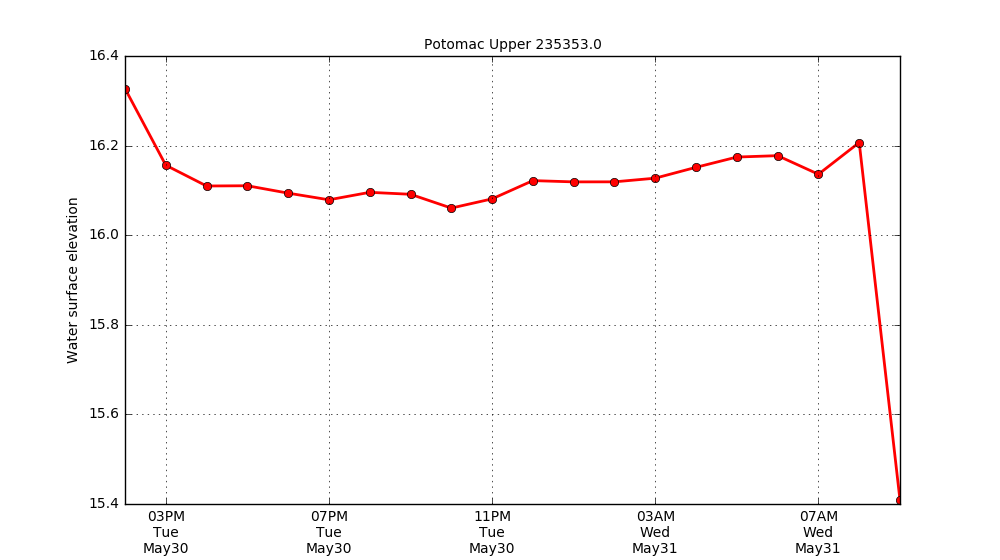 Potomac Upper 235353.0
16.4
16.2
16.0
15.8
15.6
15.4
Water surface elevation
03PM
Tue
May30
07PM
Tue
May30
11PM
Tue
May30
03AM
Wed
May31
07AM
Wed
May31